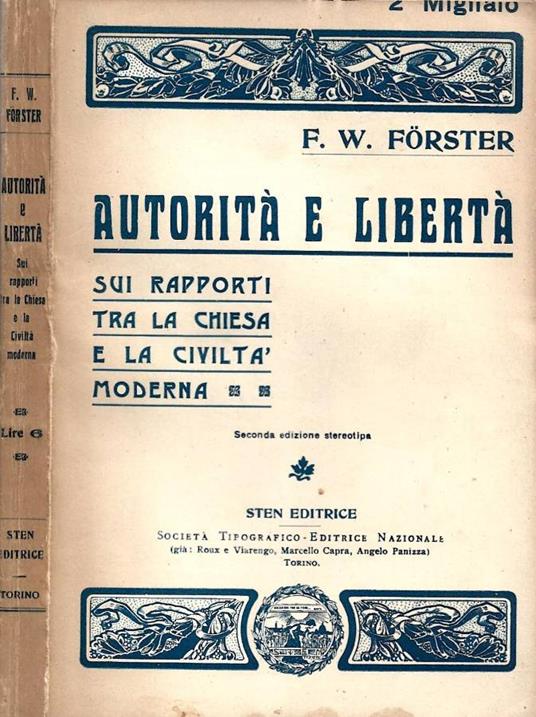 F. W.
FÖRSTER
AUTORITÀ
e
LIBERTÀ
Sui
rapporti
tra la Chiesa
e la
Civiltà
moderna
Lire 6
STEN
EDITRICE
TORINO
2° Migliaio
F. W. FÖRSTER
AUTORITÀ E LIBERTÀ
SUI RAPPORTI
TRA LA CHIESA
E LA CIVILTA'
MODERNA
Seconda edizione stereotipa
STEN EDITRICE
SOCIETÀ TIPOGRAFICO-EDITRICE NAZIONALE
(già: Roux e Viarengo, Marcello Capra, Angelo Panizza)
TORINO.